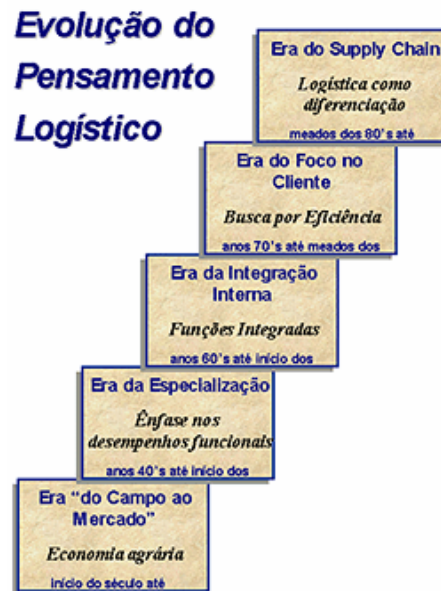 Evolução do
Pensamento
Logístico
Era do Supply Chain
Logística como
diferenciação
meados dos 80's até
Era do Foco no
Cliente
Busca por Eficiência
anos 70's até meados dos
Era da Integração
Interna
Funções Integradas
anos 60's até início dos
Era da Especialização
Ênfase nos
desempenhos funcionais
anos 40's até início dos
Era "do Campo ao
Mercado"
Economia agrária
início do século até